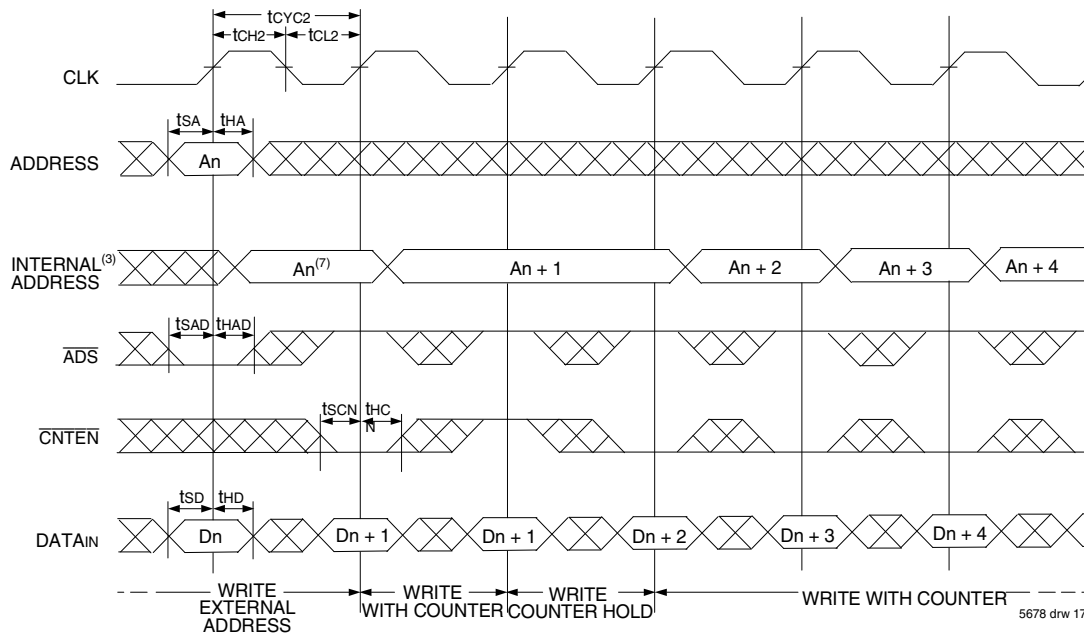 tCYC2
tCH2 tCL2
CLK
tSA tHA
ADDRESS An
INTERNAL(3)
ADDRESS
An(7) An + 1 An + 2 An + 3 An + 4
tSAD tHAD
ADS
tSCN tHC
N
CNTEN
tSD tHD
DATAIN Dn Dn + 1 Dn + 1 Dn + 2 Dn + 3 Dn + 4
WRITE
EXTERNAL
ADDRESS
WRITE
WITH COUNTER
WRITE
COUNTER HOLD
WRITE WITH COUNTER
5678 drw 17